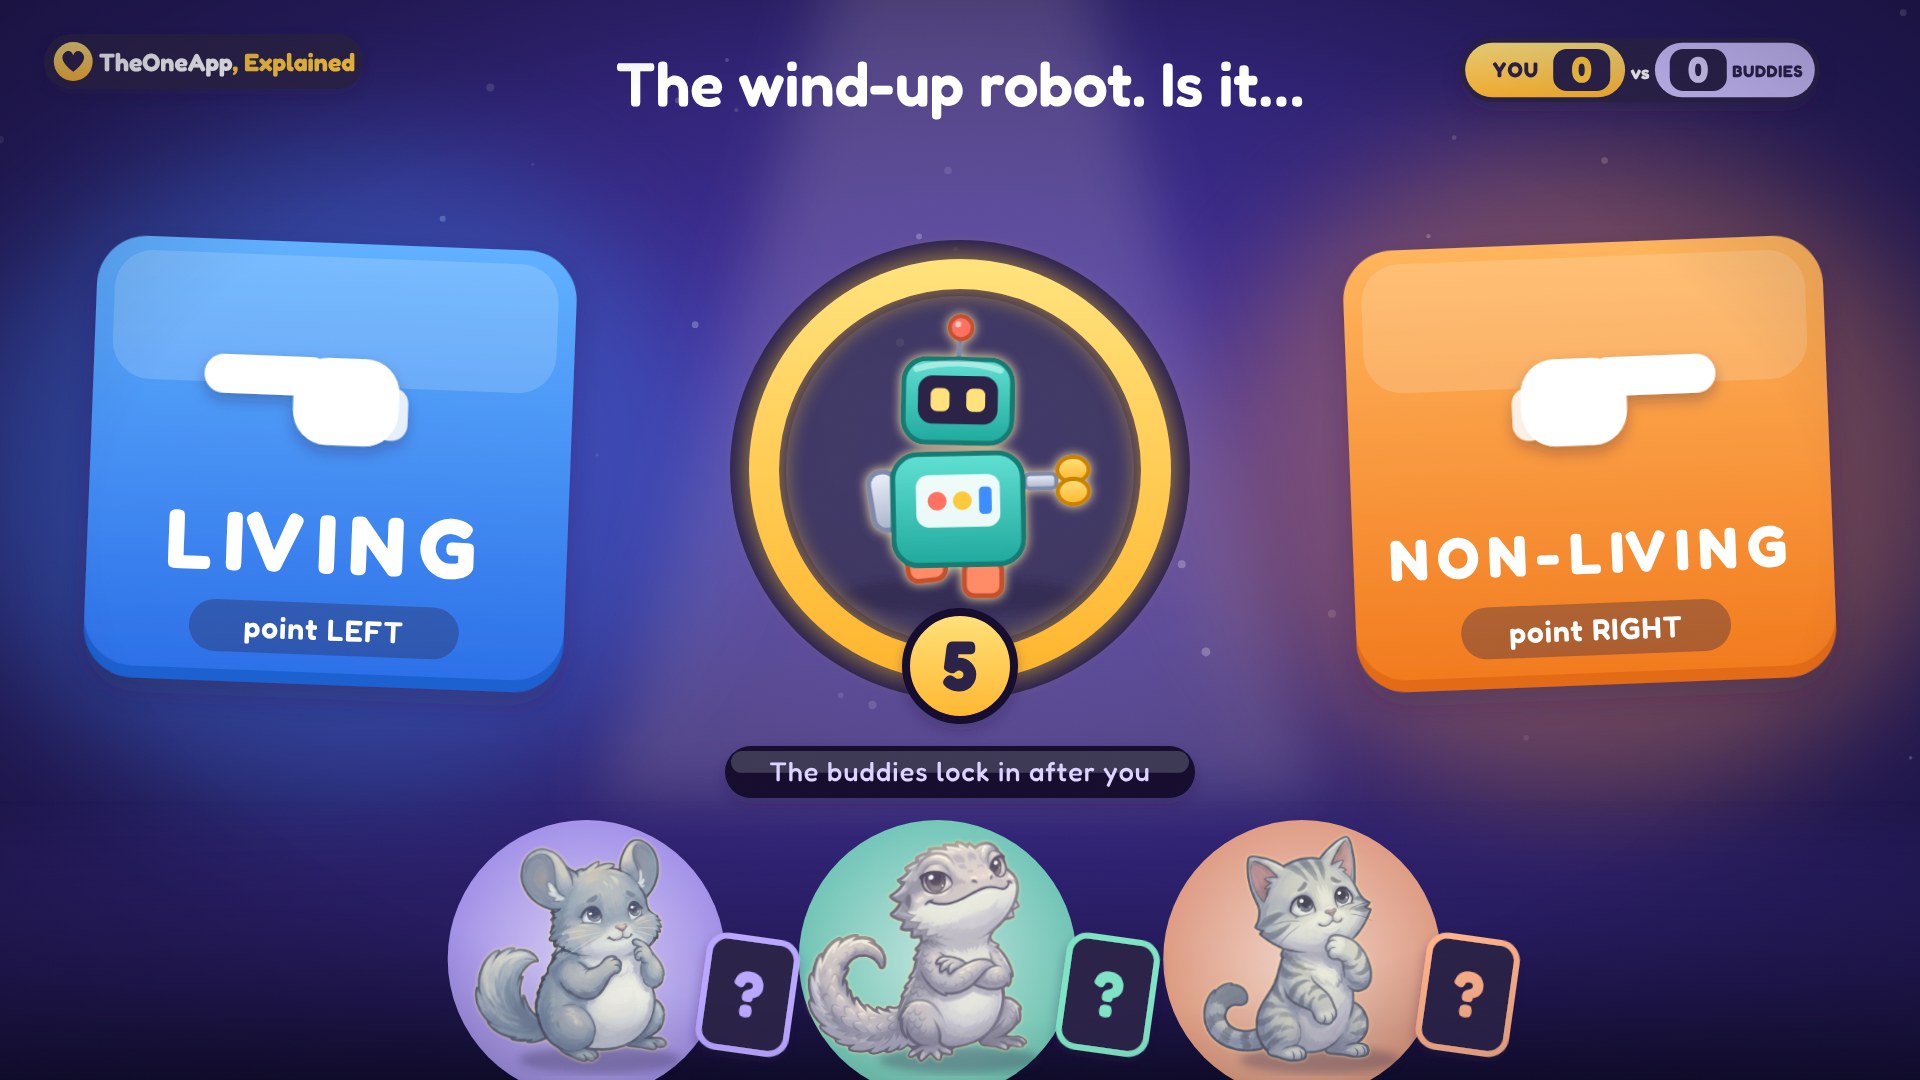 TheOneApp, Explained
The wind-up robot. Is it...
YOU 0 vs 0 BUDDIES
LIVING
point LEFT
NON-LIVING
point RIGHT
5
The buddies lock in after you
? ? ?